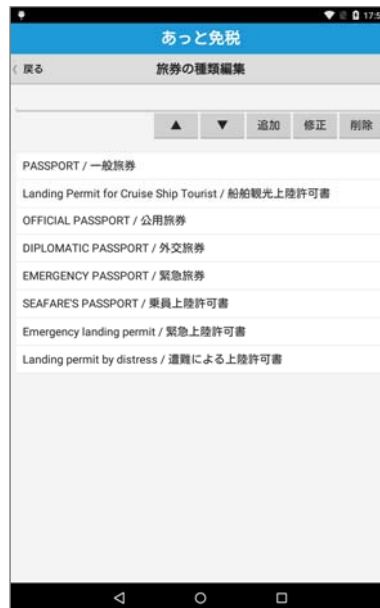 17:5
あっと免税
戻る 旅券の種類編集
▲ ▼ 追加 修正 削除
PASSPORT / 一般旅券
Landing Permit for Cruise Ship Tourist / 船舶観光上陸許可書
OFFICIAL PASSPORT / 公用旅券
DIPLOMATIC PASSPORT / 外交旅券
EMERGENCY PASSPORT / 緊急旅券
SEAFARE'S PASSPORT / 乗員上陸許可書
Emergency landing permit / 緊急上陸許可書
Landing permit by distress / 遭難による上陸許可書